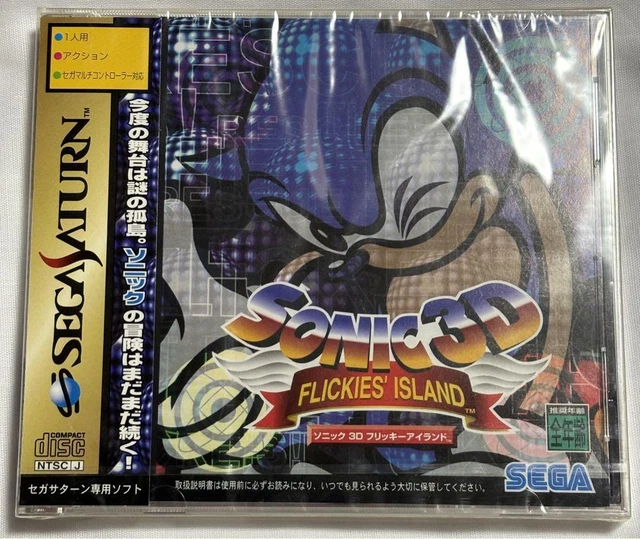 1人用
アクション
セガマルチコントローラー対応
SEGA SATURN™
今度の舞台は謎の孤島。ソニックの冒険はまだまだ続く!
COMPACT
disc
NTSC J
セガサターン専用ソフト
SONIC 3D
FLICKIES' ISLAND™
ソニック 3D フリッキーアイランド
推奨年齢
全年齢
SEGA
取扱説明書は使用前に必ずお読みになり、いつでも見られるよう大切に保管してください。